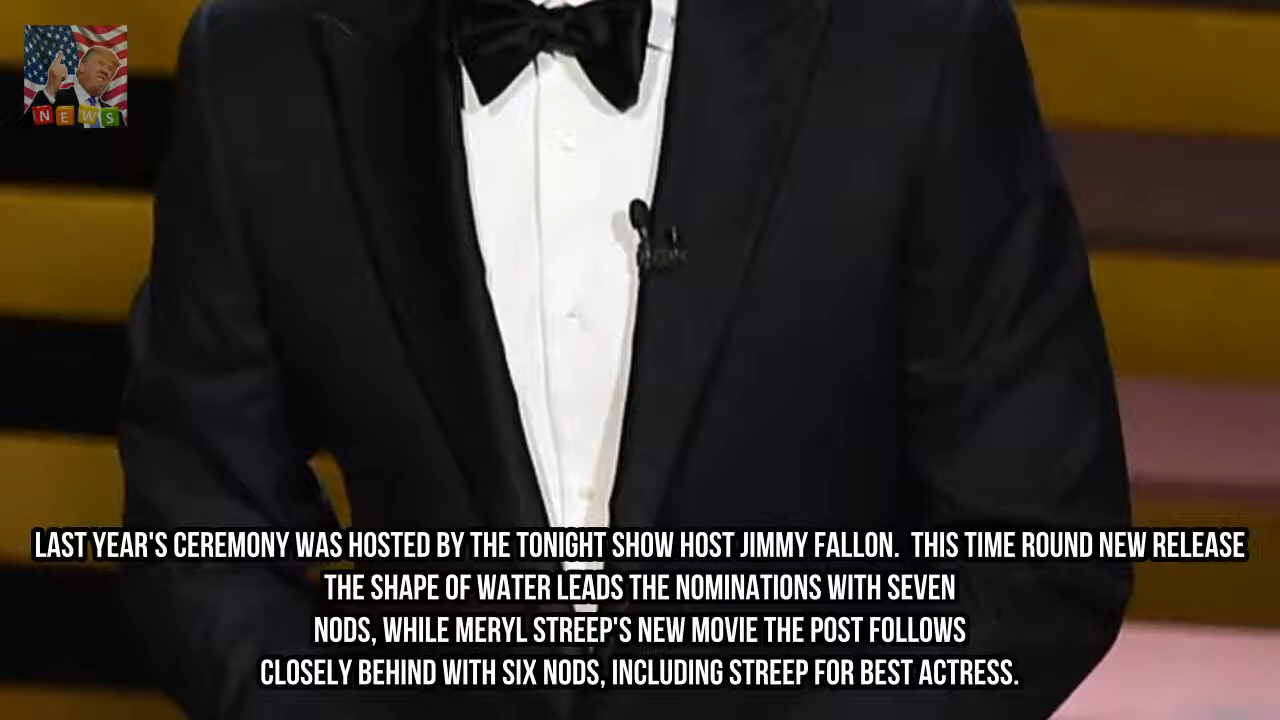 NEWS
LAST YEAR'S CEREMONY WAS HOSTED BY THE TONIGHT SHOW HOST JIMMY FALLON.  THIS TIME ROUND NEW RELEASE
THE SHAPE OF WATER LEADS THE NOMINATIONS WITH SEVEN
NODS, WHILE MERYL STREEP'S NEW MOVIE THE POST FOLLOWS
CLOSELY BEHIND WITH SIX NODS, INCLUDING STREEP FOR BEST ACTRESS.